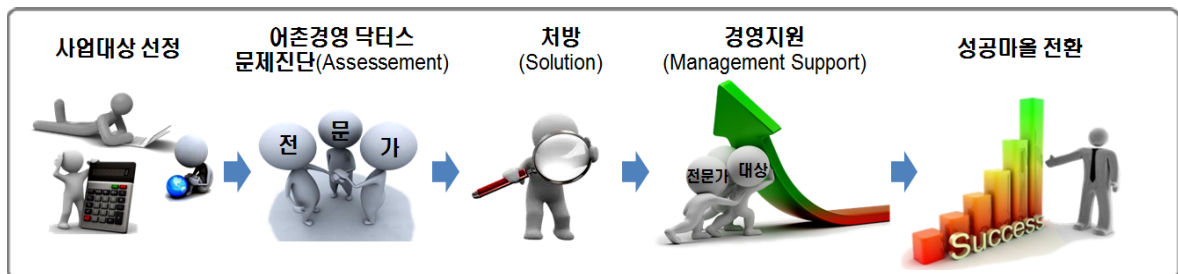 사업대상 선정
어촌경영 닥터스
문제진단(Assessement)
처방
(Solution)
경영지원
(Management Support)
성공마을 전환
전
문
가
전문가
대상
Success